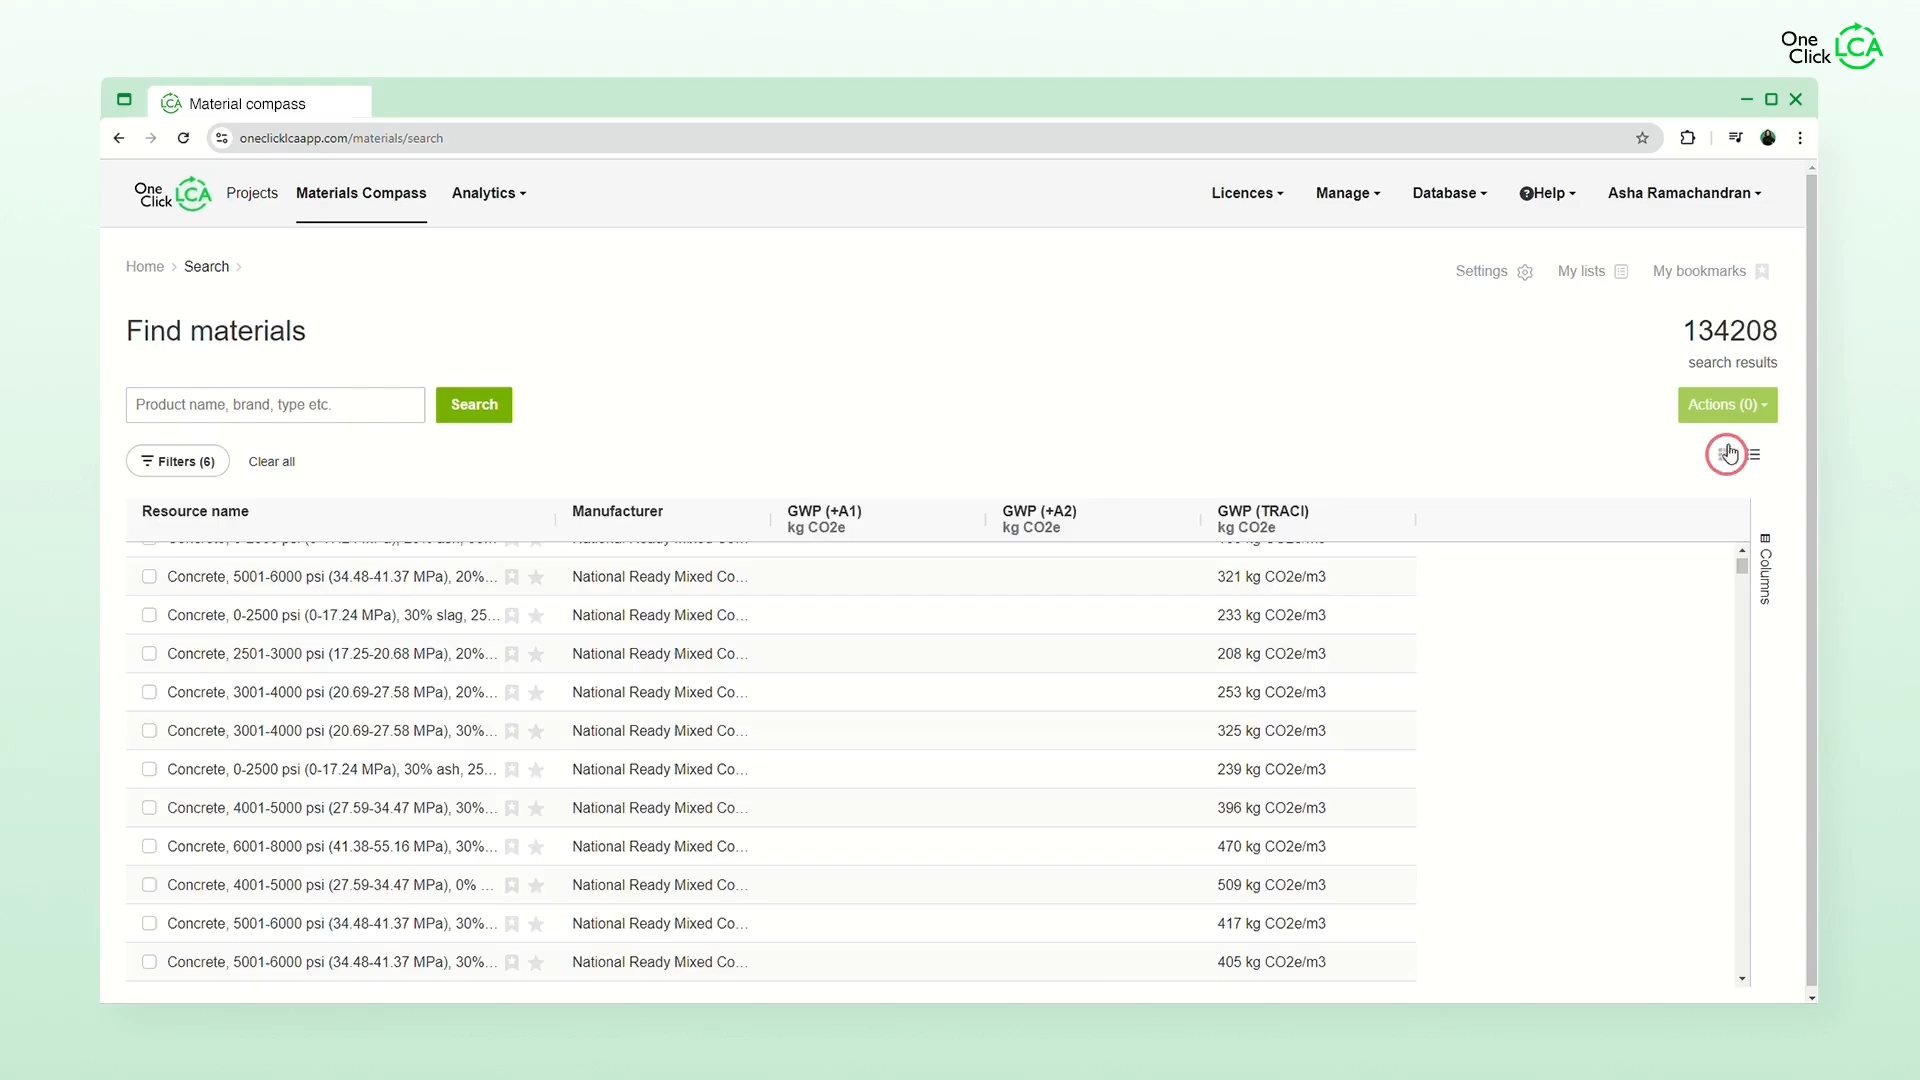 One
Click LCA
LCA Material compass
oneclicklcaapp.com/materials/search
One
Click LCA
Projects Materials Compass Analytics Licences Manage Database Help Asha Ramachandran
Home > Search >
Settings My lists My bookmarks
Find materials
134208
search results
Product name, brand, type etc. Search
Actions (0)
Filters (6) Clear all
Resource name Manufacturer GWP (+A1) GWP (+A2) GWP (TRACI)
kg CO2e kg CO2e kg CO2e
Columns
Concrete, 5001-6000 psi (34.48-41.37 MPa), 20%... National Ready Mixed Co... 321 kg CO2e/m3
Concrete, 0-2500 psi (0-17.24 MPa), 30% slag, 25... National Ready Mixed Co... 233 kg CO2e/m3
Concrete, 2501-3000 psi (17.25-20.68 MPa), 20%... National Ready Mixed Co... 208 kg CO2e/m3
Concrete, 3001-4000 psi (20.69-27.58 MPa), 20%... National Ready Mixed Co... 253 kg CO2e/m3
Concrete, 3001-4000 psi (20.69-27.58 MPa), 30%... National Ready Mixed Co... 325 kg CO2e/m3
Concrete, 0-2500 psi (0-17.24 MPa), 30% ash, 25... National Ready Mixed Co... 239 kg CO2e/m3
Concrete, 4001-5000 psi (27.59-34.47 MPa), 30%... National Ready Mixed Co... 396 kg CO2e/m3
Concrete, 6001-8000 psi (41.38-55.16 MPa), 30%... National Ready Mixed Co... 470 kg CO2e/m3
Concrete, 4001-5000 psi (27.59-34.47 MPa), 0% ... National Ready Mixed Co... 509 kg CO2e/m3
Concrete, 5001-6000 psi (34.48-41.37 MPa), 30%... National Ready Mixed Co... 417 kg CO2e/m3
Concrete, 5001-6000 psi (34.48-41.37 MPa), 30%... National Ready Mixed Co... 405 kg CO2e/m3